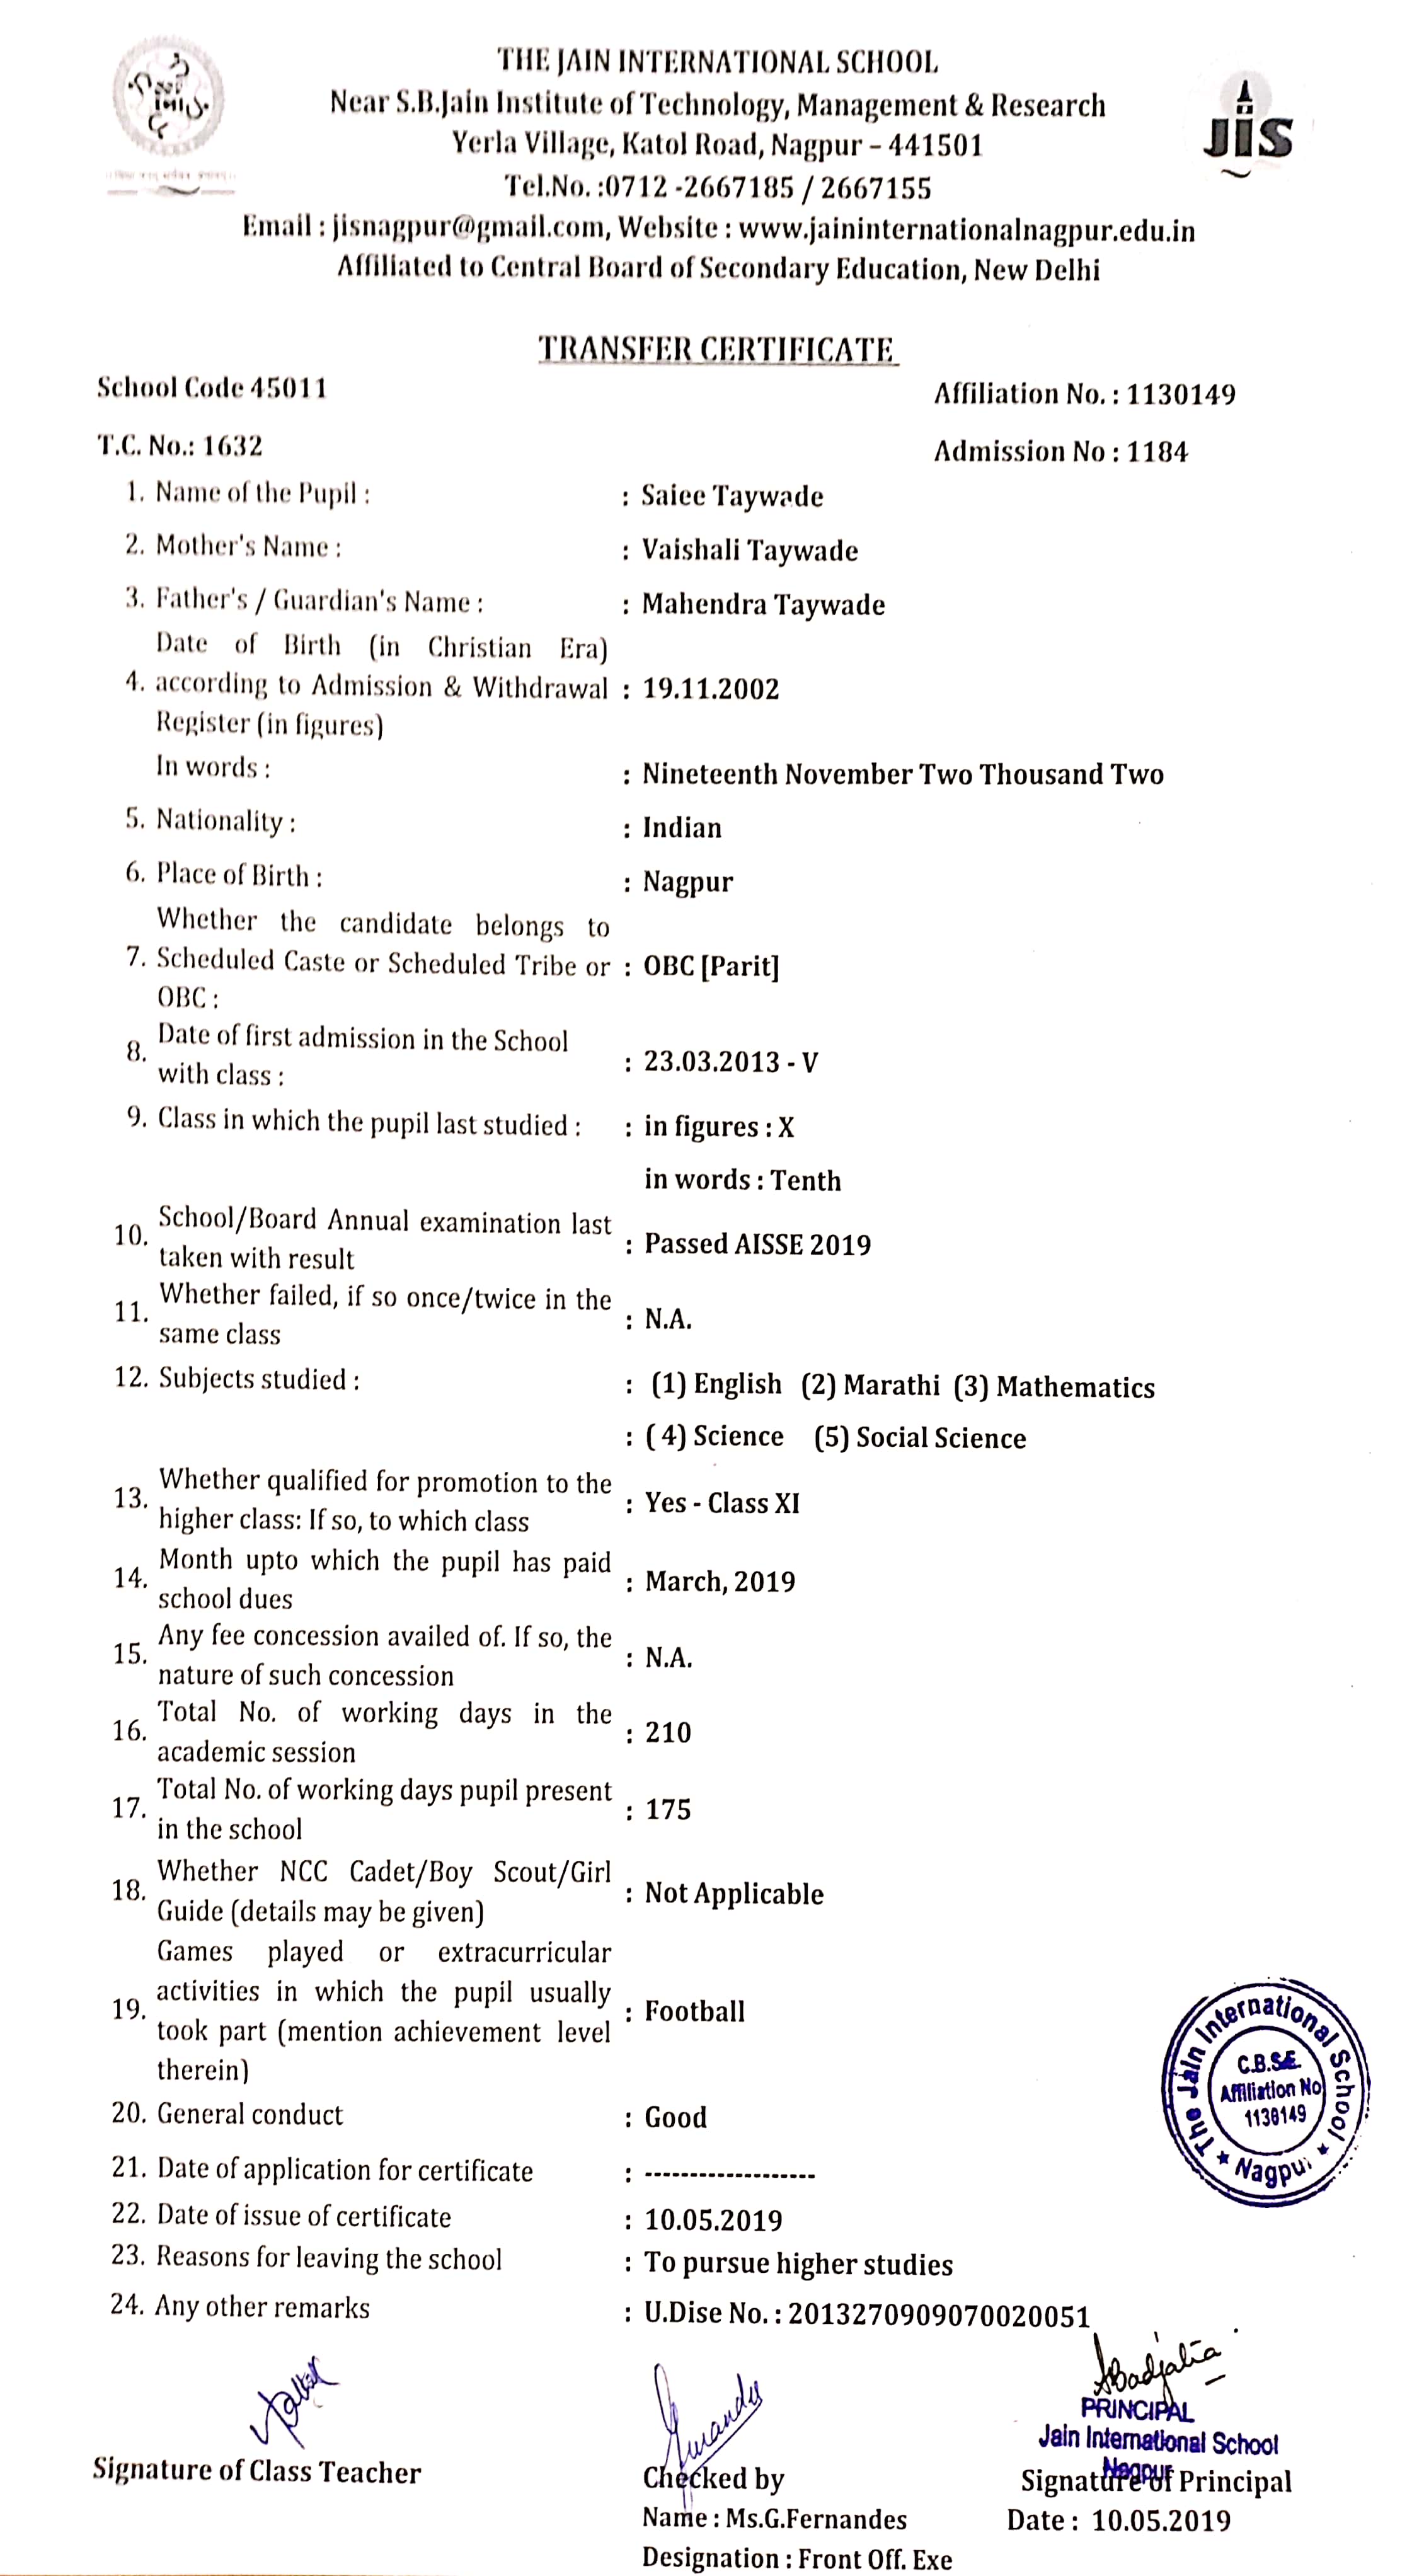 THE JAIN INTERNATIONAL SCHOOL
Near S.B.Jain Institute of Technology, Management & Research
Yerla Village, Katol Road, Nagpur – 441501
Tel.No. :0712 -2667185 / 2667155
Email : jisnagpur@gmail.com, Website : www.jaininternationalnagpur.edu.in
Affiliated to Central Board of Secondary Education, New Delhi
JIS
TRANSFER CERTIFICATE
School Code 45011 Affiliation No. : 1130149
T.C. No.: 1632 Admission No : 1184
1. Name of the Pupil : : Saiee Taywade
2. Mother's Name : : Vaishali Taywade
3. Father's / Guardian's Name : : Mahendra Taywade
Date of Birth (in Christian Era)
4. according to Admission & Withdrawal : 19.11.2002
Register (in figures)
In words : : Nineteenth November Two Thousand Two
5. Nationality : : Indian
6. Place of Birth : : Nagpur
Whether the candidate belongs to
7. Scheduled Caste or Scheduled Tribe or : OBC [Parit]
OBC :
8. Date of first admission in the School
with class : : 23.03.2013 - V
9. Class in which the pupil last studied : : in figures : X
in words : Tenth
10. School/Board Annual examination last
taken with result : Passed AISSE 2019
11. Whether failed, if so once/twice in the
same class : N.A.
12. Subjects studied : : (1) English (2) Marathi (3) Mathematics
: ( 4) Science (5) Social Science
13. Whether qualified for promotion to the
higher class: If so, to which class : Yes - Class XI
14. Month upto which the pupil has paid
school dues : March, 2019
15. Any fee concession availed of. If so, the
nature of such concession : N.A.
16. Total No. of working days in the
academic session : 210
17. Total No. of working days pupil present
in the school : 175
18. Whether NCC Cadet/Boy Scout/Girl
Guide (details may be given) : Not Applicable
Games played or extracurricular
19. activities in which the pupil usually : Football
took part (mention achievement level
therein)
The Jain International School
C.B.S.E.
Affiliation No
1130149
★ Nagpur ★
20. General conduct : Good
21. Date of application for certificate : -------------------
22. Date of issue of certificate : 10.05.2019
23. Reasons for leaving the school : To pursue higher studies
24. Any other remarks : U.Dise No. : 2013270909070020051
PRINCIPAL
Jain International School
Nagpur
Signature of Class Teacher Checked by Signature of Principal
Name : Ms.G.Fernandes Date : 10.05.2019
Designation : Front Off. Exe